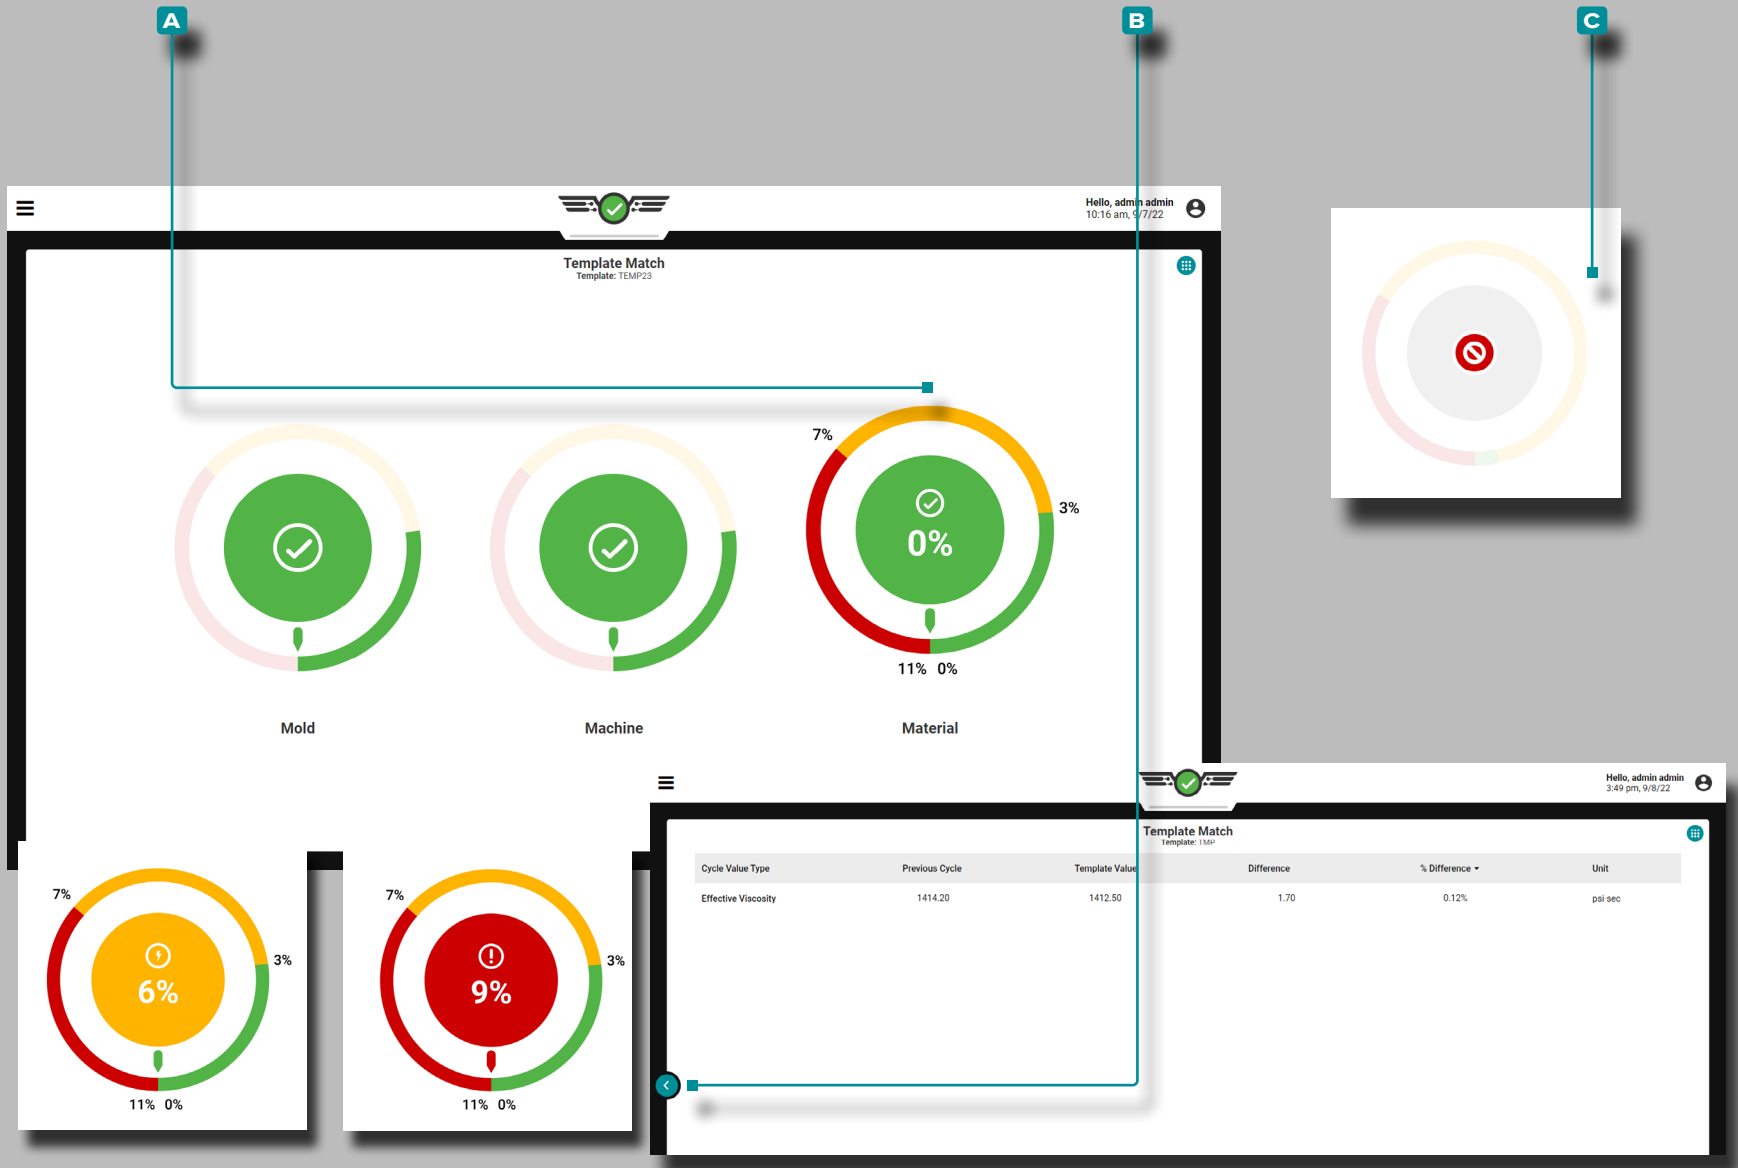 A
B
C
Hello, admin admin
10:16 am, 9/7/22
Template Match
Template: TEMP23
7%
3%
0%
11% 0%
Mold
Machine
Material
Hello, admin admin
3:49 pm, 9/8/22
Template Match
Template: TMP
Cycle Value Type Previous Cycle Template Value Difference % Difference Unit
Effective Viscosity 1414.20 1412.50 1.70 0.12% psi-sec
7%
3%
6%
11% 0%
7%
3%
9%
11% 0%